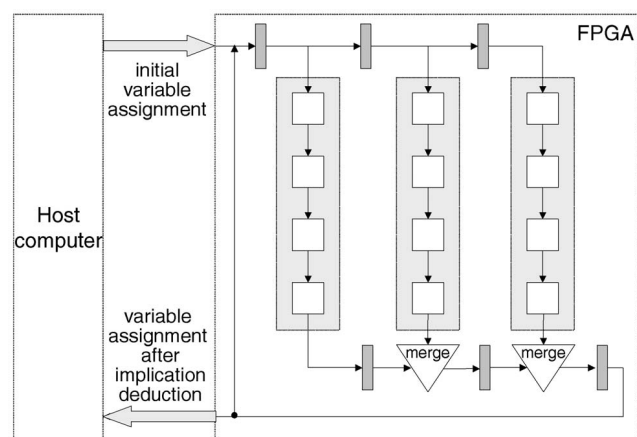 FPGA
initial
variable
assignment
Host
computer
variable
assignment
after
implication
deduction
merge
merge